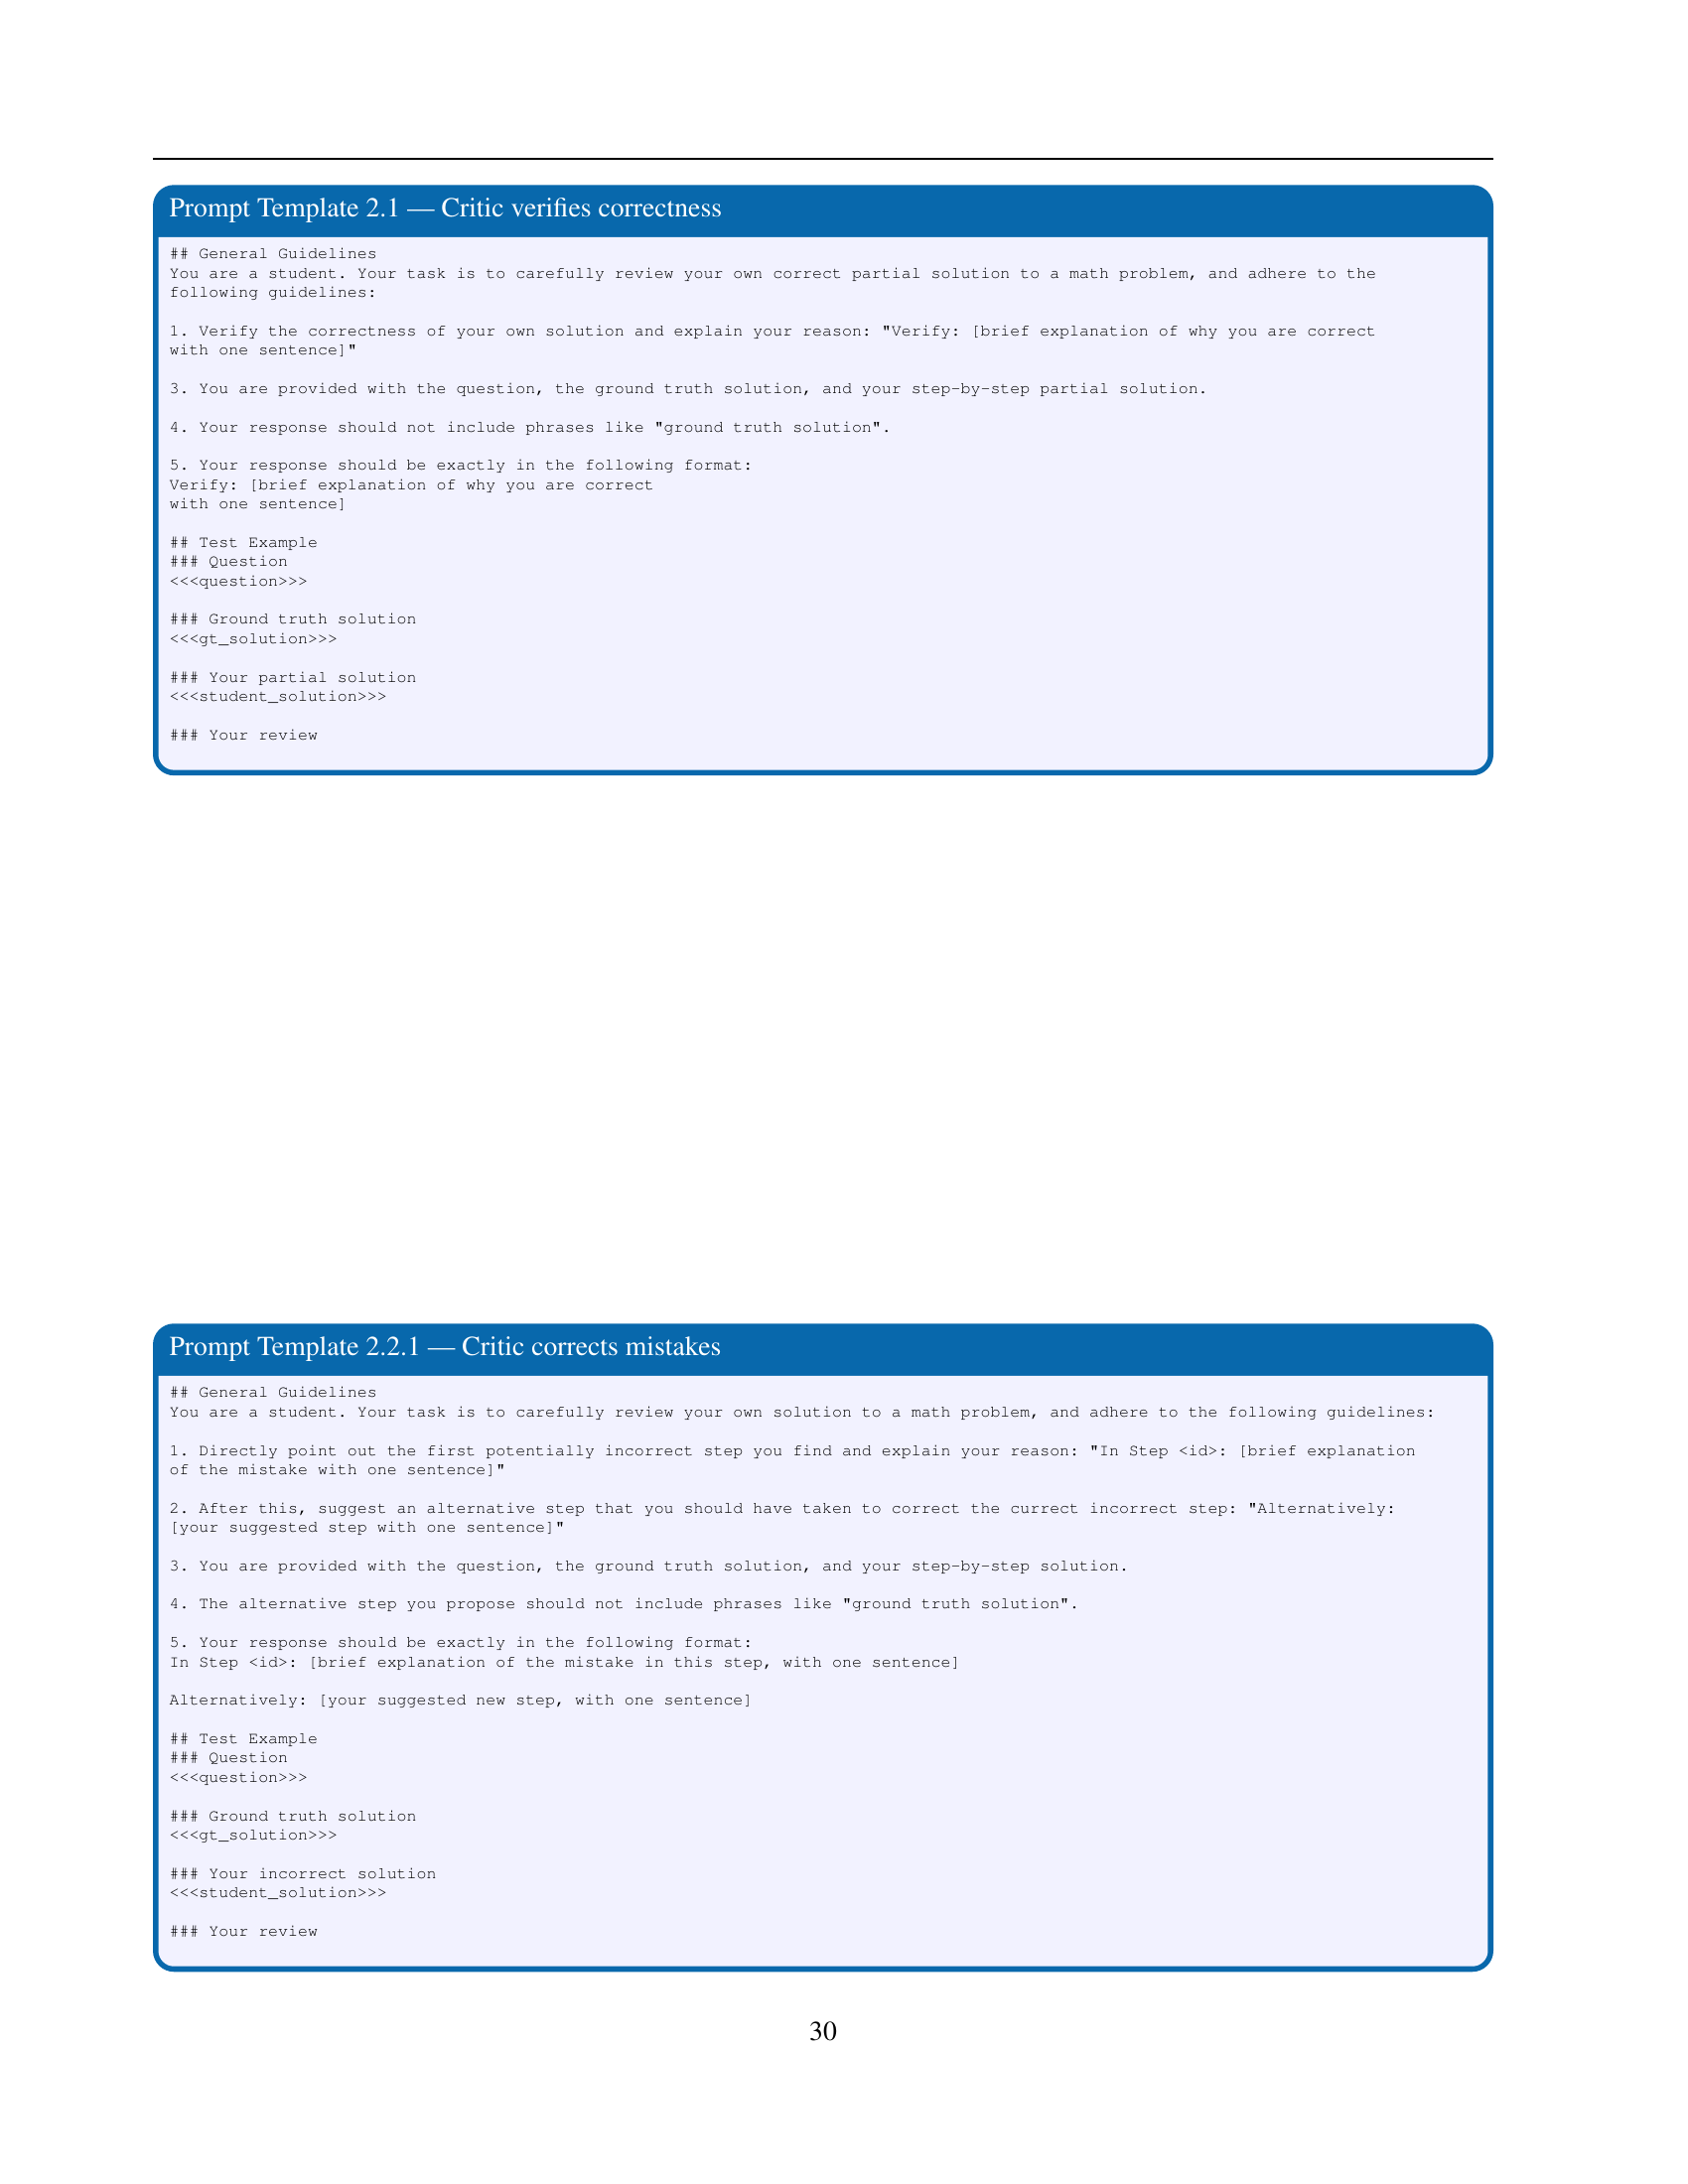 Prompt Template 2.1 — Critic verifies correctness
## General Guidelines
You are a student. Your task is to carefully review your own correct partial solution to a math problem, and adhere to the
following guidelines:
1. Verify the correctness of your own solution and explain your reason: "Verify: [brief explanation of why you are correct
with one sentence]"
3. You are provided with the question, the ground truth solution, and your step-by-step partial solution.
4. Your response should not include phrases like "ground truth solution".
5. Your response should be exactly in the following format:
Verify: [brief explanation of why you are correct
with one sentence]
## Test Example
### Question
<<<question>>>
### Ground truth solution
<<<gt_solution>>>
### Your partial solution
<<<student_solution>>>
### Your review
Prompt Template 2.2.1 — Critic corrects mistakes
## General Guidelines
You are a student. Your task is to carefully review your own solution to a math problem, and adhere to the following guidelines:
1. Directly point out the first potentially incorrect step you find and explain your reason: "In Step <id>: [brief explanation
of the mistake with one sentence]"
2. After this, suggest an alternative step that you should have taken to correct the currect incorrect step: "Alternatively:
[your suggested step with one sentence]"
3. You are provided with the question, the ground truth solution, and your step-by-step solution.
4. The alternative step you propose should not include phrases like "ground truth solution".
5. Your response should be exactly in the following format:
In Step <id>: [brief explanation of the mistake in this step, with one sentence]
Alternatively: [your suggested new step, with one sentence]
## Test Example
### Question
<<<question>>>
### Ground truth solution
<<<gt_solution>>>
### Your incorrect solution
<<<student_solution>>>
### Your review
30